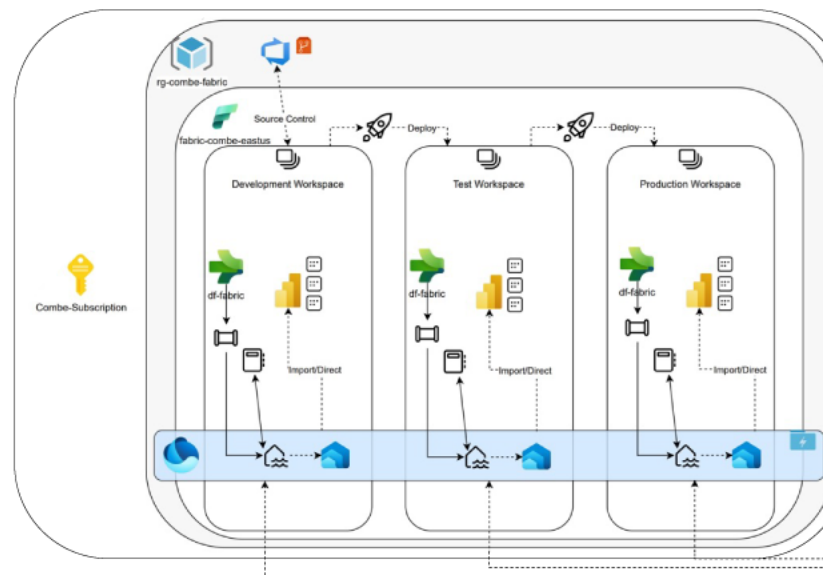 rg-combe-fabric
Source Control
fabric-combe-eastus
Deploy
Deploy
Development Workspace
Test Workspace
Production Workspace
Combe-Subscription
df-fabric
df-fabric
df-fabric
Import/Direct
Import/Direct
Import/Direct